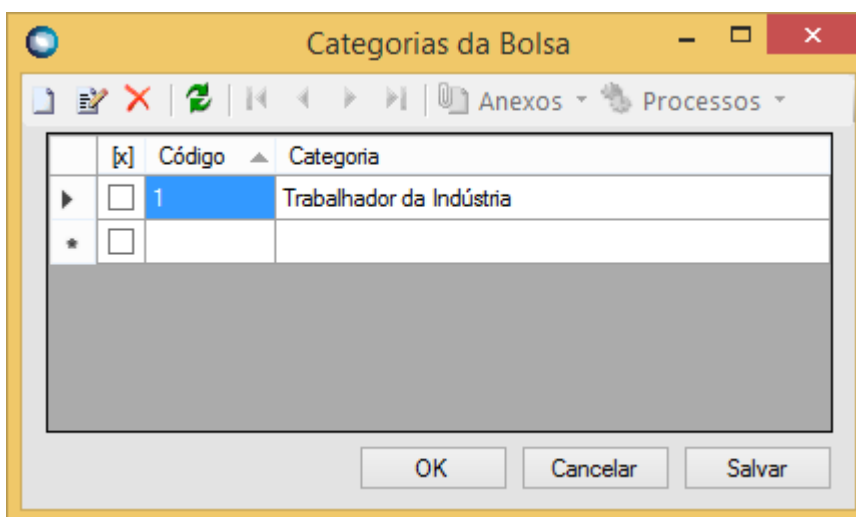 Categorias da Bolsa
Anexos Processos
[x] Código Categoria
1 Trabalhador da Indústria
OK Cancelar Salvar